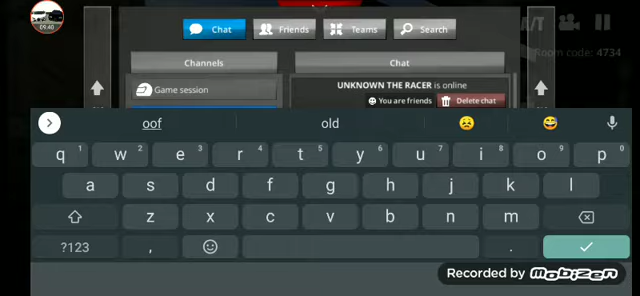 09:40
Chat Friends Teams Search
Room code: 4734
Channels Chat
Game session
UNKNOWN THE RACER is online
You are friends Delete chat
oof old
q 1 w 2 e 3 r 4 t 5 y 6 u 7 i 8 o 9 p 0
a s d f g h j k l
z x c v b n m
?123 , .
Recorded by mobizen